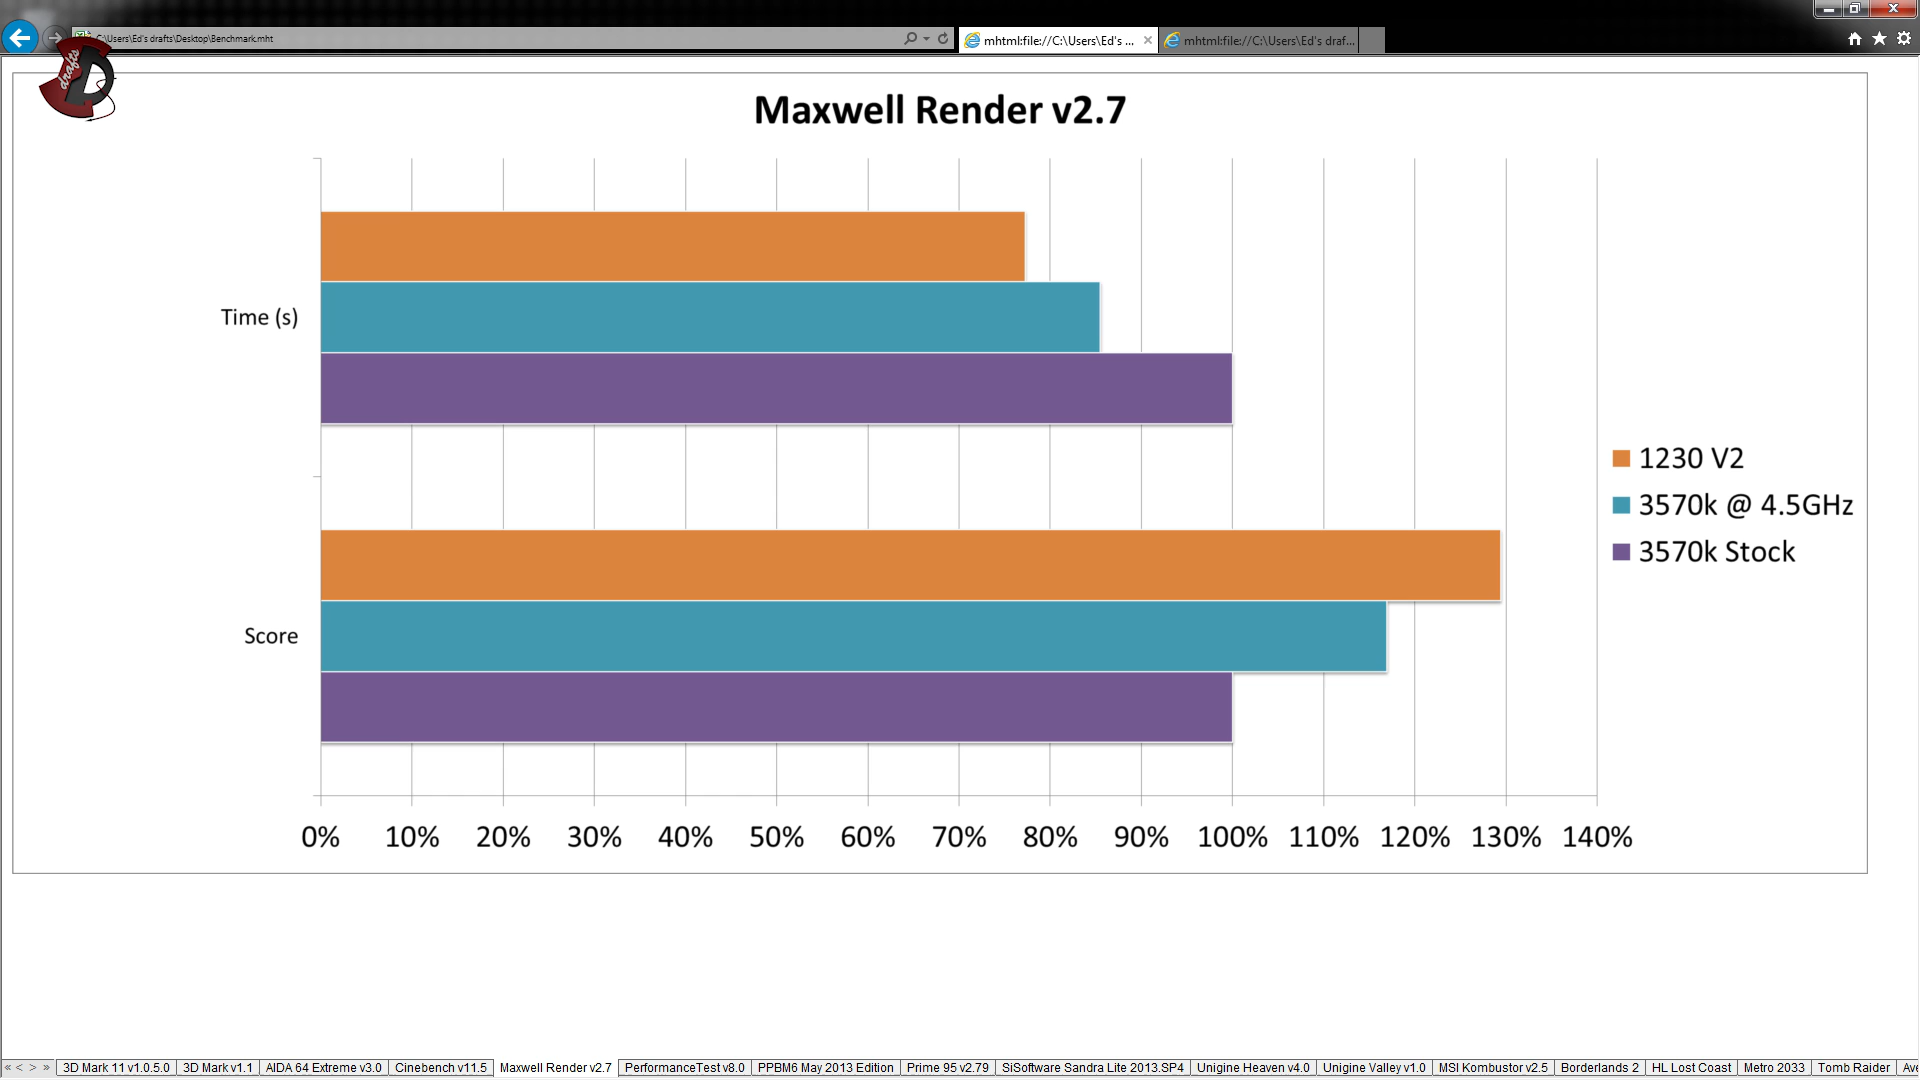 C:\Users\Ed's drafts\Desktop\Benchmark.mht
mhtml:file://C:\Users\Ed's ...
mhtml:file://C:\Users\Ed's draf...
drafts
Maxwell Render v2.7
Time (s)
Score
1230 V2
3570k @ 4.5GHz
3570k Stock
0% 10% 20% 30% 40% 50% 60% 70% 80% 90% 100% 110% 120% 130% 140%
« < > » 3D Mark 11 v1.0.5.0 3D Mark v1.1 AIDA 64 Extreme v3.0 Cinebench v11.5 Maxwell Render v2.7 PerformanceTest v8.0 PPBM6 May 2013 Edition Prime 95 v2.79 SiSoftware Sandra Lite 2013.SP4 Unigine Heaven v4.0 Unigine Valley v1.0 MSI Kombustor v2.5 Borderlands 2 HL Lost Coast Metro 2033 Tomb Raider